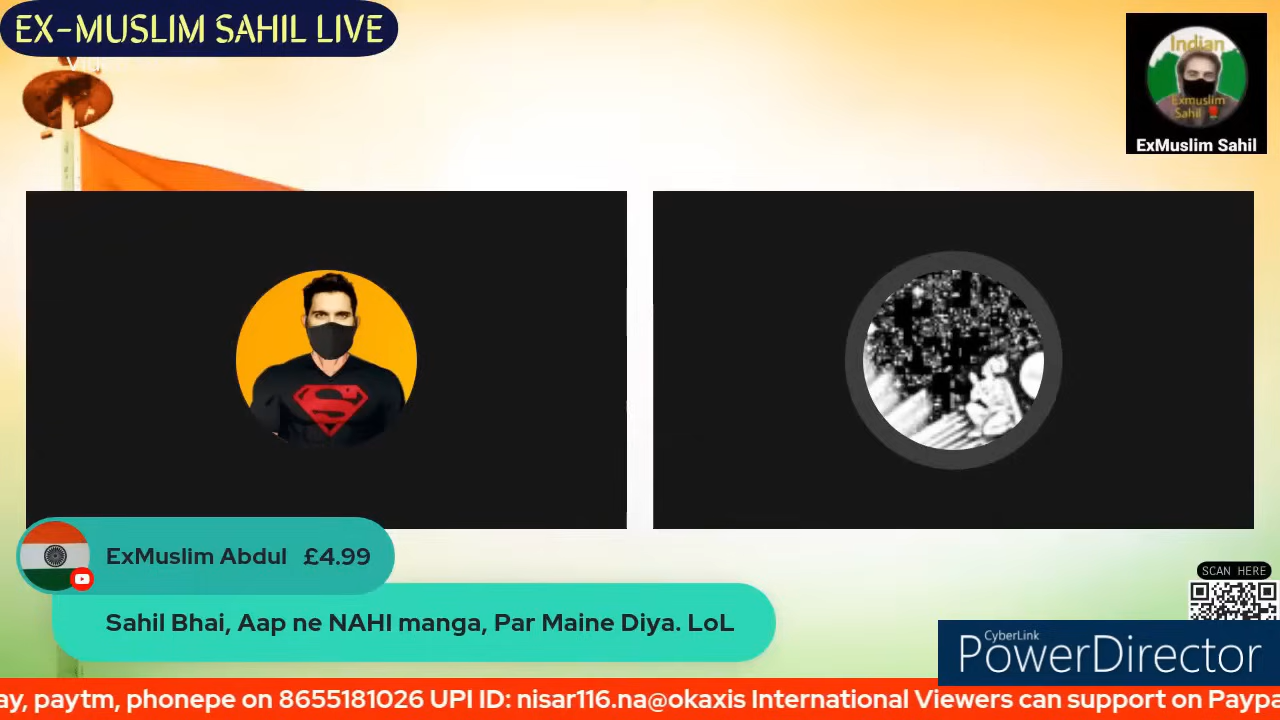 EX-MUSLIM SAHIL LIVE
Indian
Exmuslim
Sahil
ExMuslim Sahil
ExMuslim Abdul £4.99
Sahil Bhai, Aap ne NAHI manga, Par Maine Diya. LoL
SCAN HERE
CyberLink
PowerDirector
ay, paytm, phonepe on 8655181026 UPI ID: nisar116.na@okaxis International Viewers can support on Paypa